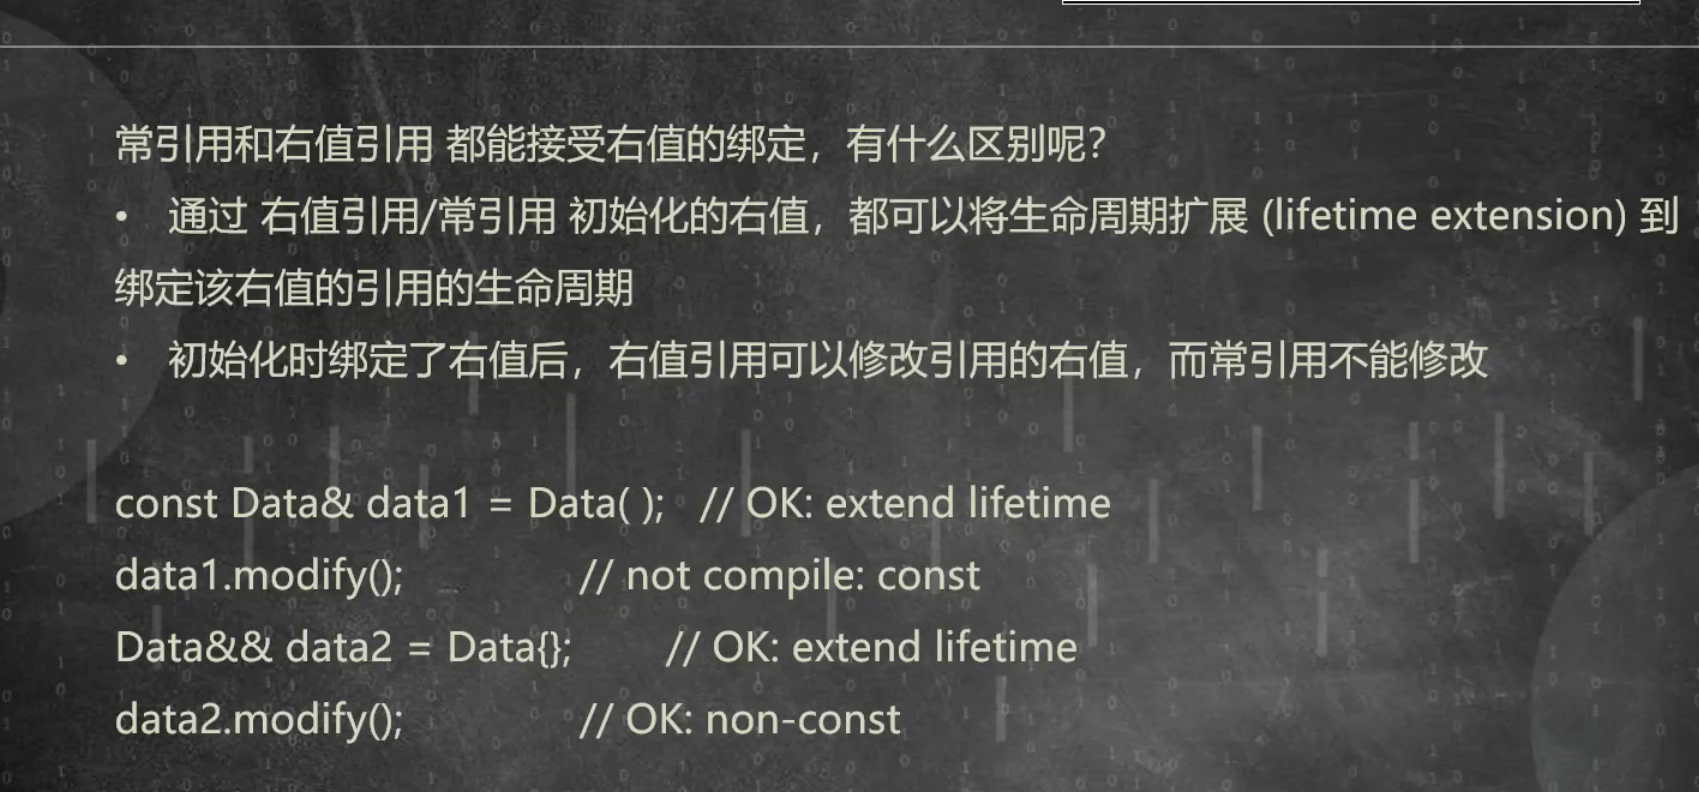 常引用和右值引用 都能接受右值的绑定，有什么区别呢？
• 通过 右值引用/常引用 初始化的右值，都可以将生命周期扩展 (lifetime extension) 到
绑定该右值的引用的生命周期
• 初始化时绑定了右值后，右值引用可以修改引用的右值，而常引用不能修改
const Data& data1 = Data( ); // OK: extend lifetime
data1.modify(); // not compile: const
Data&& data2 = Data{}; // OK: extend lifetime
data2.modify(); // OK: non-const